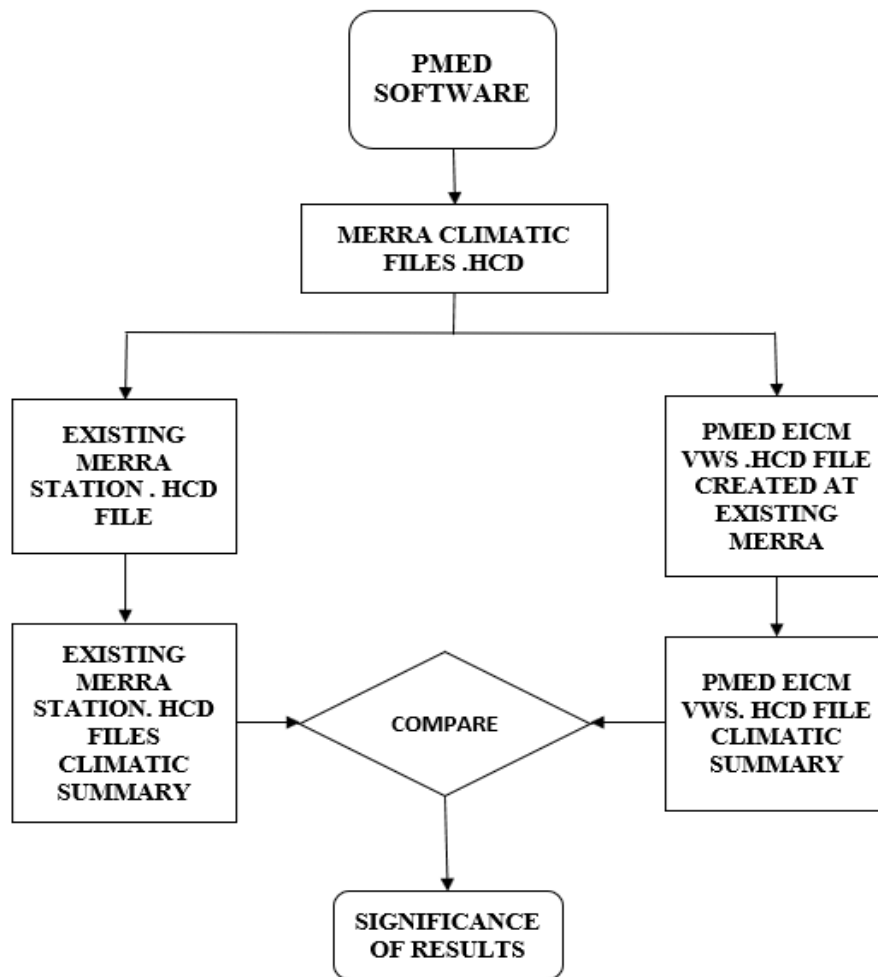 PMED
SOFTWARE
MERRA CLIMATIC
FILES .HCD
EXISTING
MERRA
STATION . HCD
FILE
PMED EICM
VWS .HCD FILE
CREATED AT
EXISTING
MERRA
EXISTING
MERRA
STATION. HCD
FILES
CLIMATIC
SUMMARY
COMPARE
PMED EICM
VWS. HCD FILE
CLIMATIC
SUMMARY
SIGNIFICANCE
OF RESULTS